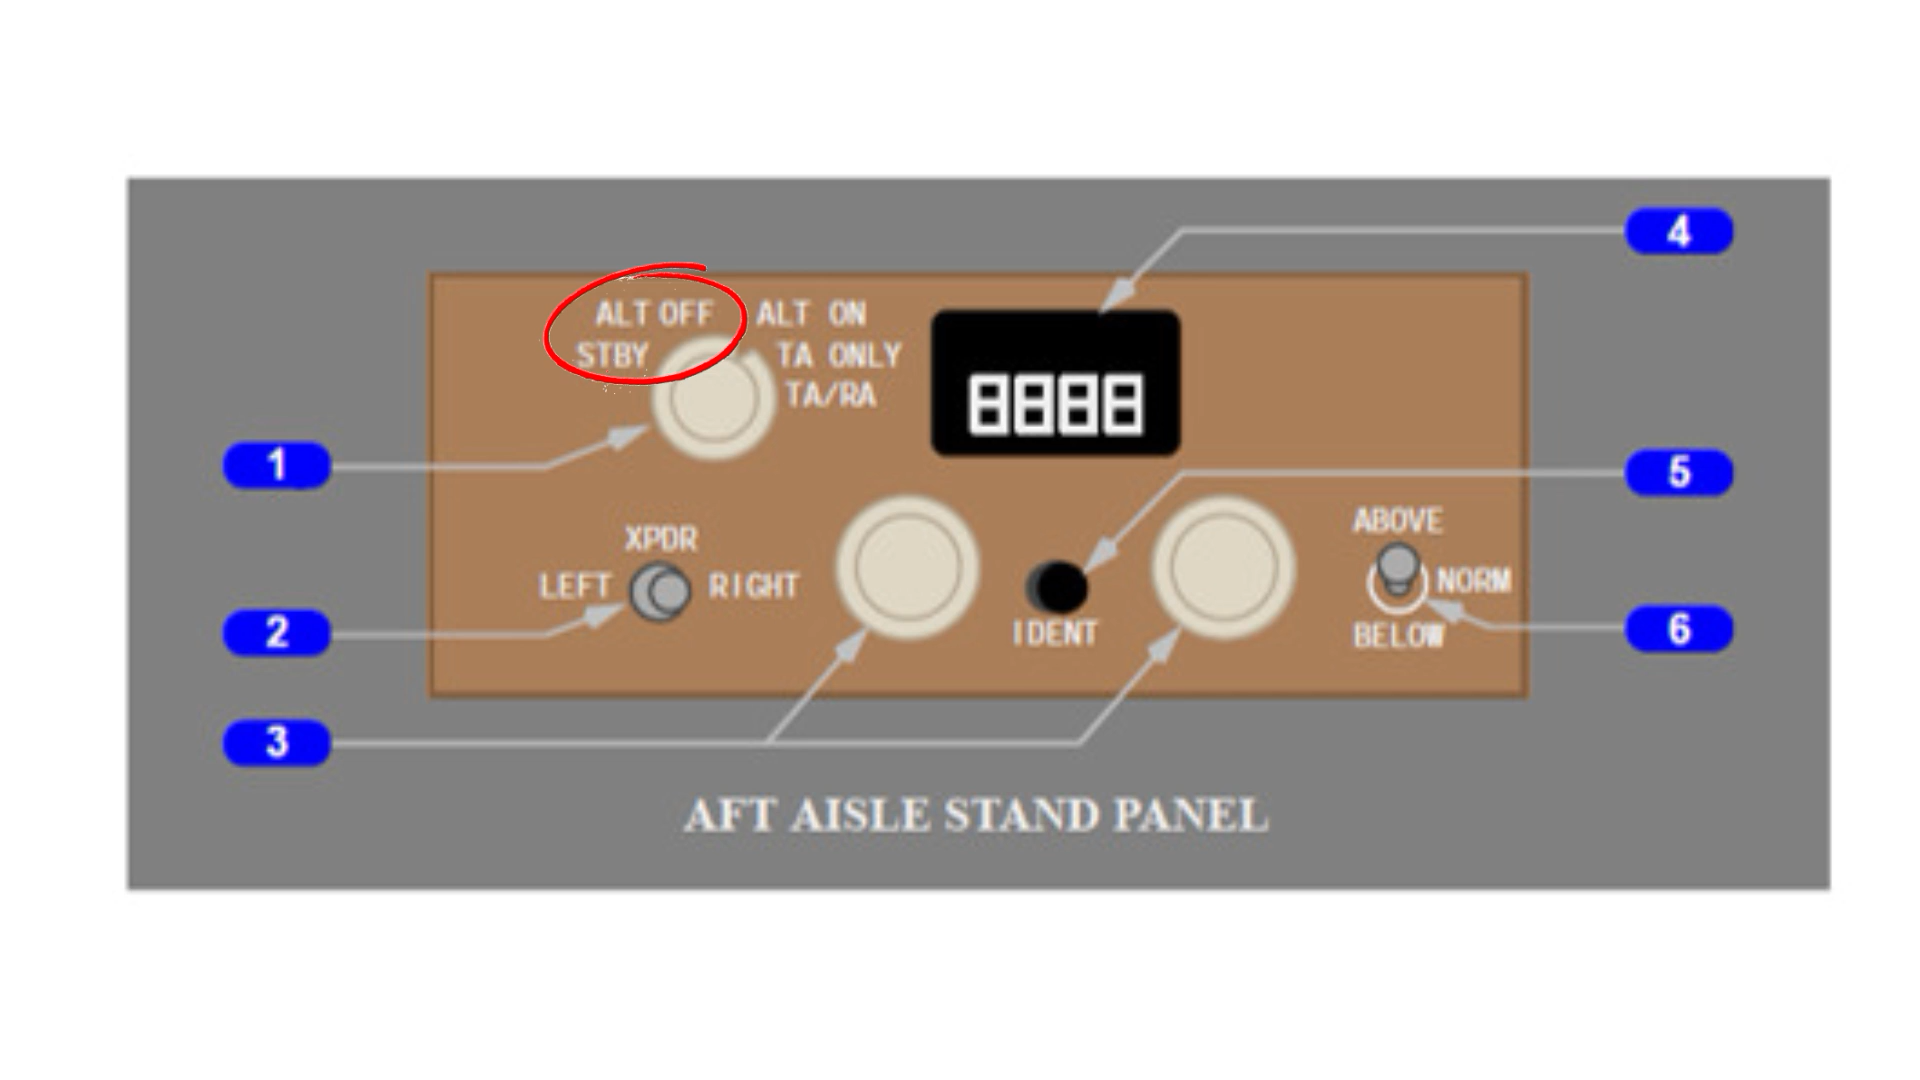 4
ALT OFF
ALT ON
STBY
TA ONLY
TA/RA
8888
1
5
ABOVE
XPDR
LEFT
RIGHT
NORM
IDENT
BELOW
2
6
3
AFT AISLE STAND PANEL